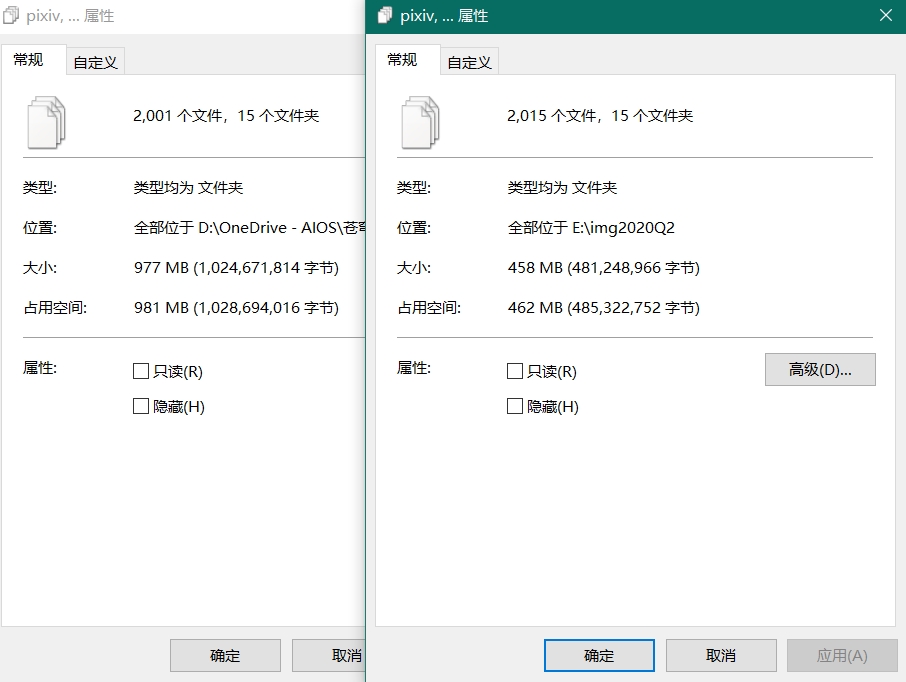 pixiv, ... 属性
常规
自定义
2,001 个文件，15 个文件夹
类型:
类型均为 文件夹
位置:
全部位于 D:\OneDrive - AIOS\苍穹
大小:
977 MB (1,024,671,814 字节)
占用空间:
981 MB (1,028,694,016 字节)
属性:
只读(R)
隐藏(H)
确定
取消
pixiv, ... 属性
常规
自定义
2,015 个文件，15 个文件夹
类型:
类型均为 文件夹
位置:
全部位于 E:\img2020Q2
大小:
458 MB (481,248,966 字节)
占用空间:
462 MB (485,322,752 字节)
属性:
只读(R)
高级(D)...
隐藏(H)
确定
取消
应用(A)